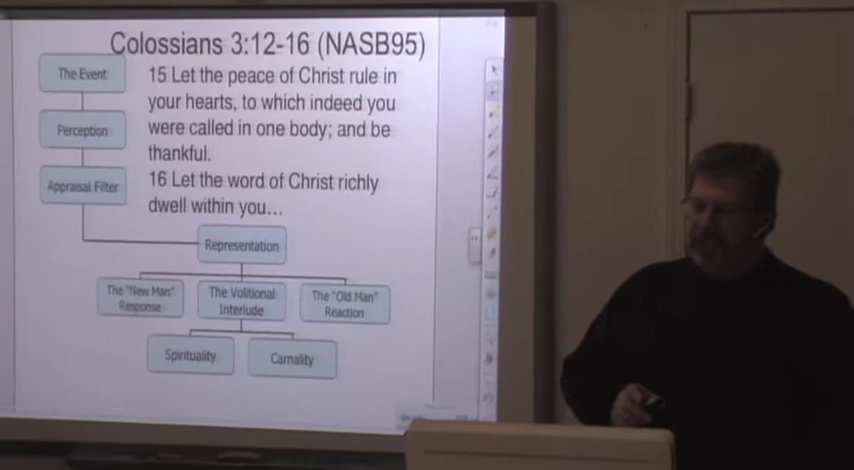 Colossians 3:12-16 (NASB95)
The Event
Perception
Appraisal Filter
15 Let the peace of Christ rule in
your hearts, to which indeed you
were called in one body; and be
thankful.
16 Let the word of Christ richly
dwell within you...
Representation
The "New Man"
Response
The Volitional
Interlude
The "Old Man"
Reaction
Spirituality
Carnality